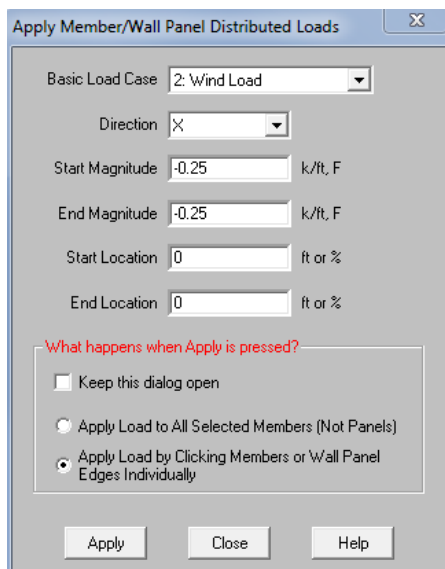 Apply Member/Wall Panel Distributed Loads
Basic Load Case 2: Wind Load
Direction X
Start Magnitude -0.25 k/ft, F
End Magnitude -0.25 k/ft, F
Start Location 0 ft or %
End Location 0 ft or %
What happens when Apply is pressed?
Keep this dialog open
Apply Load to All Selected Members (Not Panels)
Apply Load by Clicking Members or Wall Panel
Edges Individually
Apply Close Help